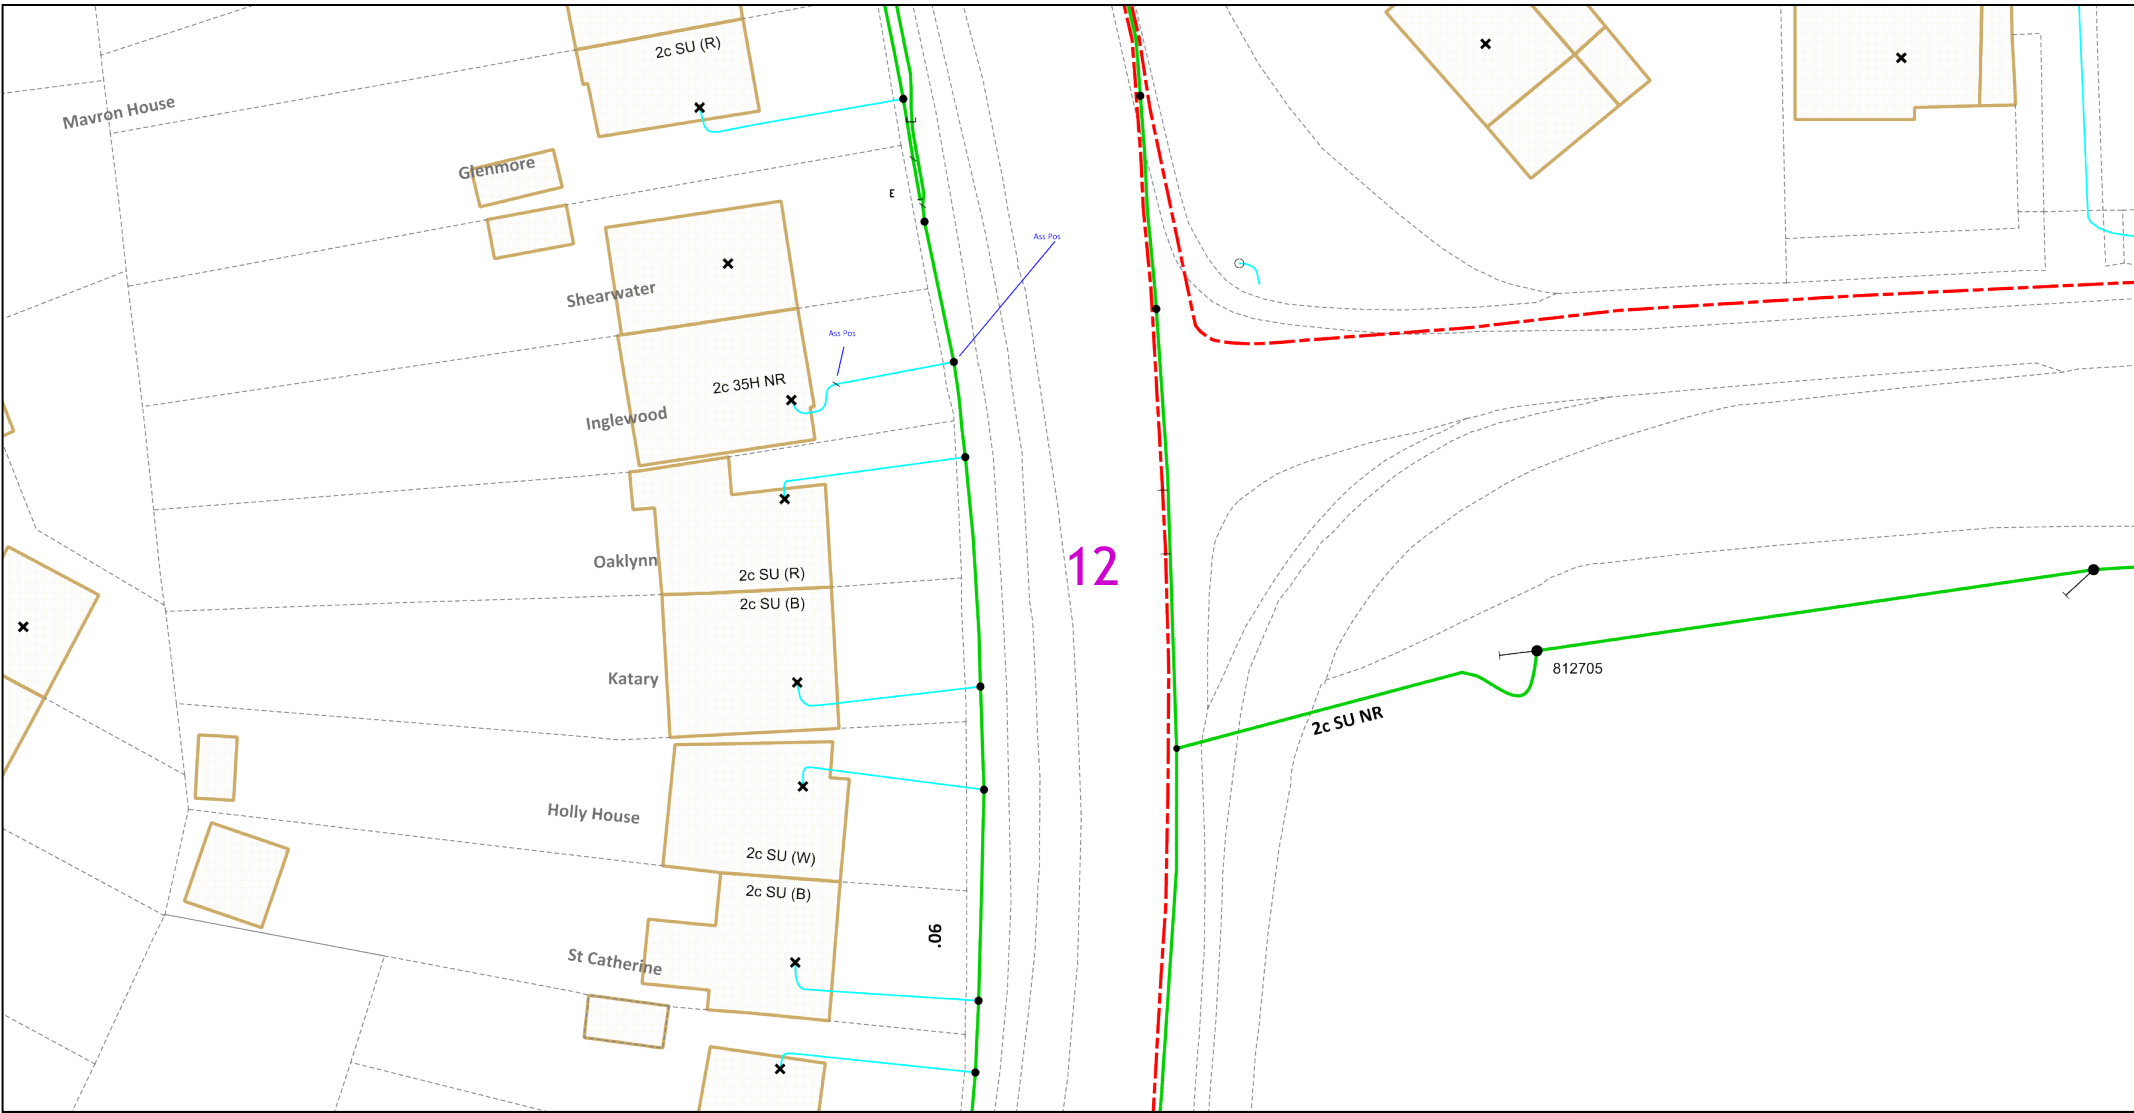 2c SU (R)
Mavron House
Glenmore
E
Ass Pos
Shearwater
Ass Pos
2c 35H NR
Inglewood
Oaklynn
12
2c SU (R)
2c SU (B)
Katary
812705
2c SU NR
Holly House
2c SU (W)
2c SU (B)
.06
St Catherine